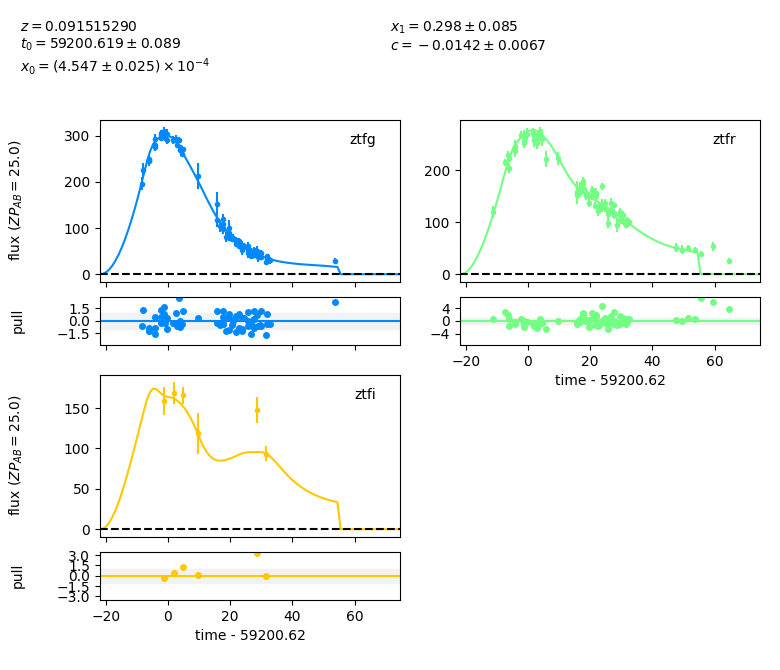 z = 0.091515290
t₀ = 59200.619 ± 0.089
x₀ = (4.547 ± 0.025) × 10⁻⁴
x₁ = 0.298 ± 0.085
c = −0.0142 ± 0.0067
flux (ZP_AB = 25.0)
300
200
100
0
ztfg
200
100
0
ztfr
pull
1.5
0.0
−1.5
4
0
−4
−20 0 20 40 60
time - 59200.62
flux (ZP_AB = 25.0)
150
100
50
0
ztfi
pull
3.0
1.5
0.0
−1.5
−3.0
−20 0 20 40 60
time - 59200.62